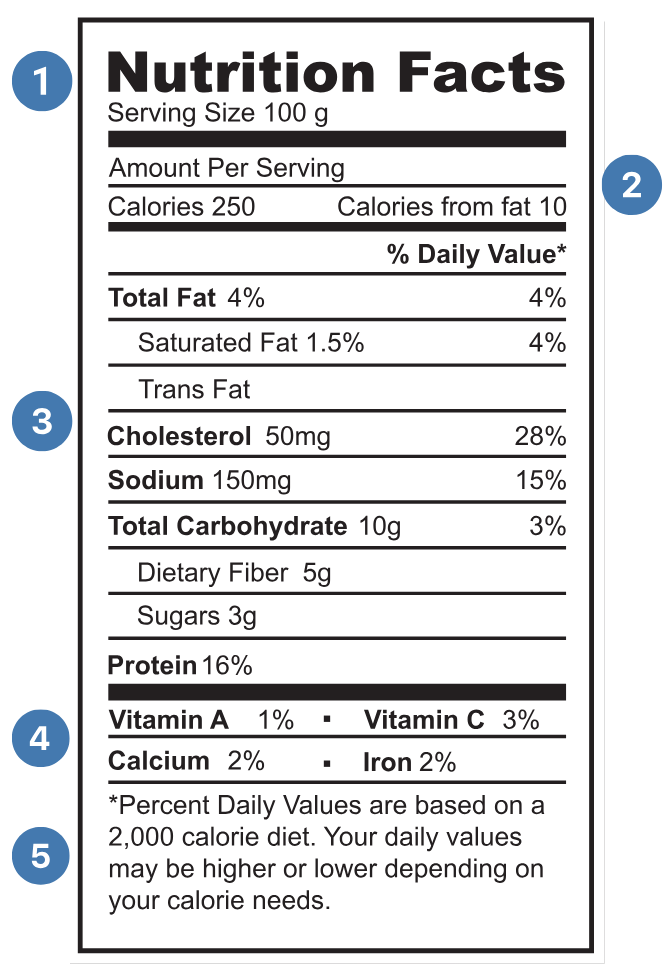 1
Nutrition Facts
Serving Size 100 g
Amount Per Serving
2
Calories 250 Calories from fat 10
% Daily Value*
Total Fat 4% 4%
Saturated Fat 1.5% 4%
Trans Fat
3
Cholesterol 50mg 28%
Sodium 150mg 15%
Total Carbohydrate 10g 3%
Dietary Fiber 5g
Sugars 3g
Protein 16%
Vitamin A 1% ▪ Vitamin C 3%
4
Calcium 2% ▪ Iron 2%
*Percent Daily Values are based on a
2,000 calorie diet. Your daily values
5
may be higher or lower depending on
your calorie needs.